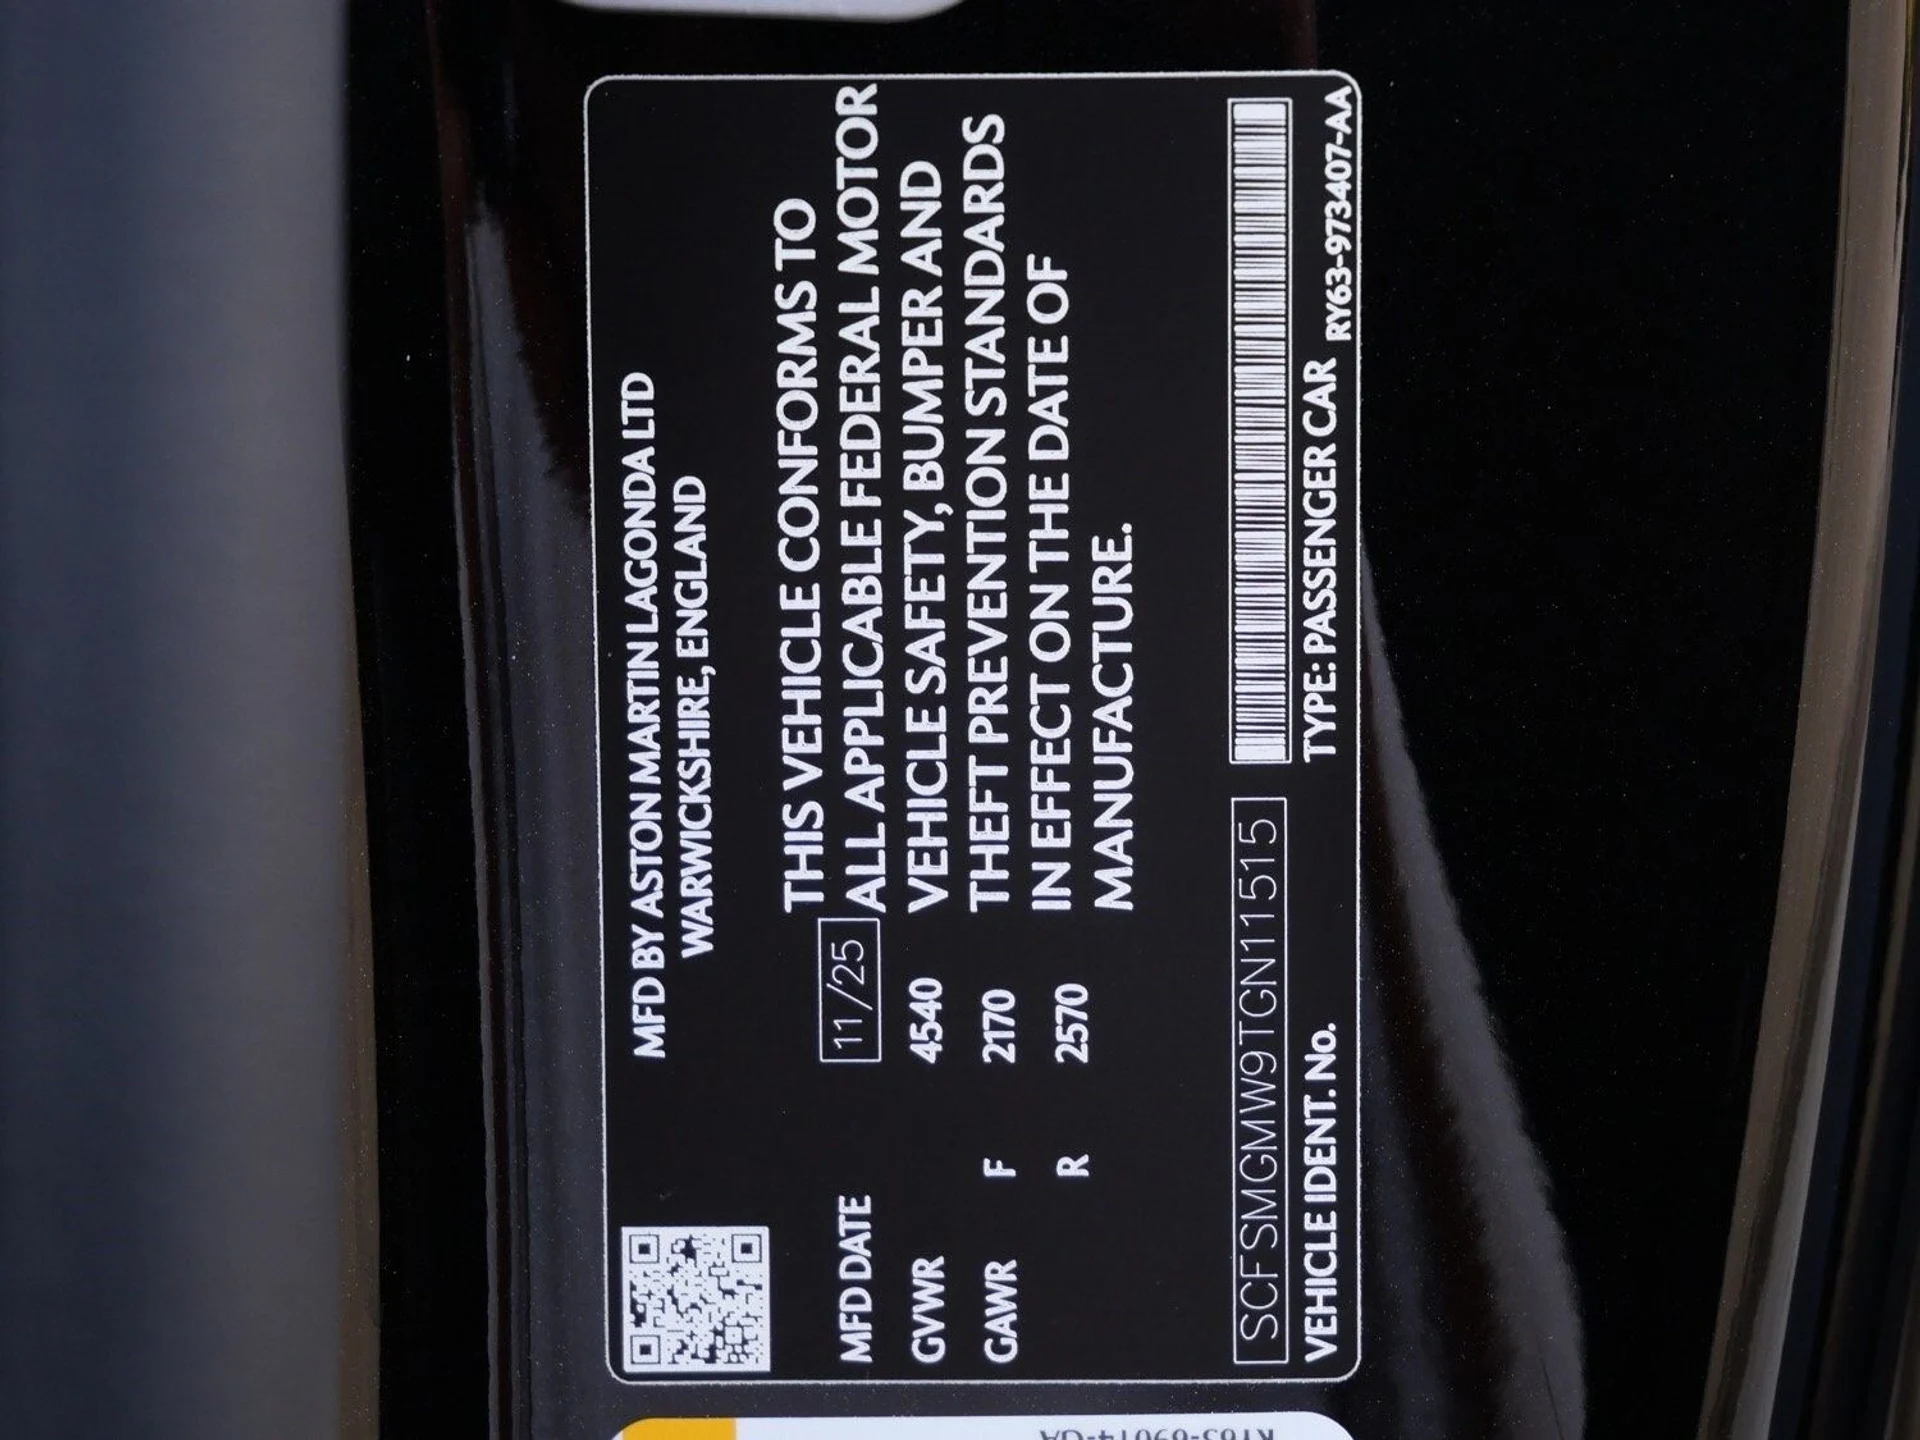 MFD BY ASTON MARTIN LAGONDA LTD
WARWICKSHIRE, ENGLAND
MFD DATE 11/25
GVWR 4540
GAWR F 2170
R 2570
THIS VEHICLE CONFORMS TO
ALL APPLICABLE FEDERAL MOTOR
VEHICLE SAFETY, BUMPER AND
THEFT PREVENTION STANDARDS
IN EFFECT ON THE DATE OF
MANUFACTURE.
SCFSMGMW9TGN11515
VEHICLE IDENT. No.
TYPE: PASSENGER CAR
RY63-973407-AA